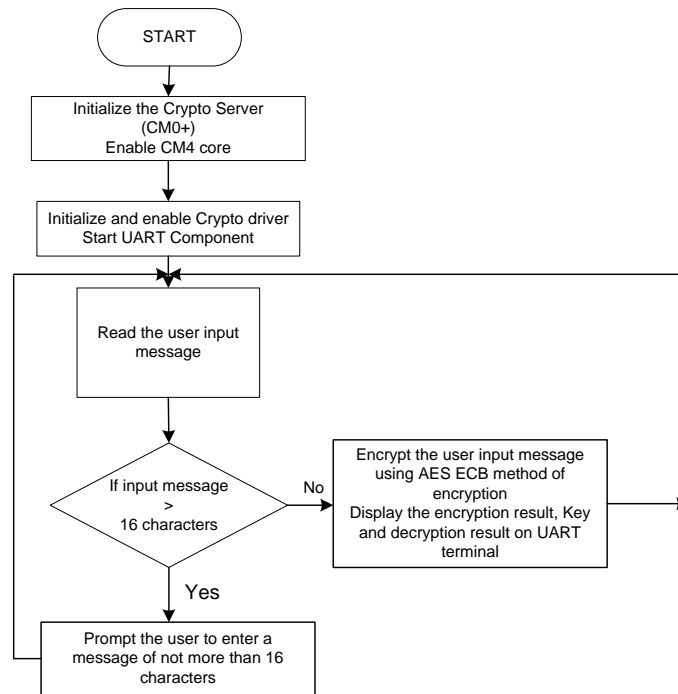 START
Initialize the Crypto Server
(CM0+)
Enable CM4 core
Initialize and enable Crypto driver
Start UART Component
Read the user input
message
If input message
>
16 characters
No
Encrypt the user input message
using AES ECB method of
encryption
Display the encryption result, Key
and decryption result on UART
terminal
Yes
Prompt the user to enter a
message of not more than 16
characters